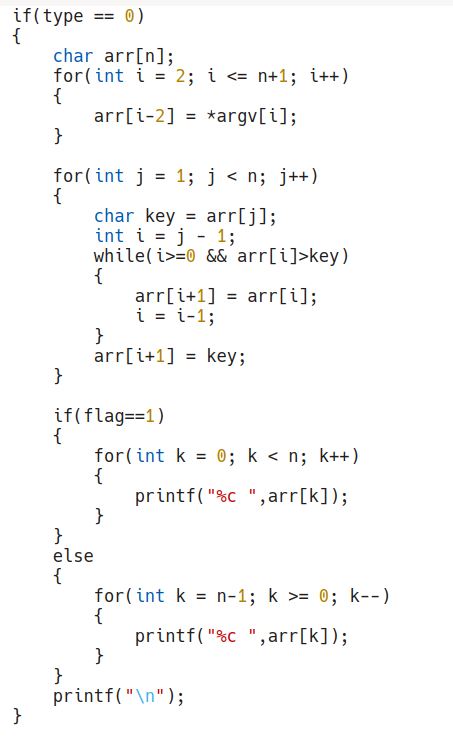 if(type == 0)
{
    char arr[n];
    for(int i = 2; i <= n+1; i++)
    {
        arr[i-2] = *argv[i];
    }

    for(int j = 1; j < n; j++)
    {
        char key = arr[j];
        int i = j - 1;
        while(i>=0 && arr[i]>key)
        {
            arr[i+1] = arr[i];
            i = i-1;
        }
        arr[i+1] = key;
    }

    if(flag==1)
    {
        for(int k = 0; k < n; k++)
        {
            printf("%c ",arr[k]);
        }
    }
    else
    {
        for(int k = n-1; k >= 0; k--)
        {
            printf("%c ",arr[k]);
        }
    }
    printf("\n");
}